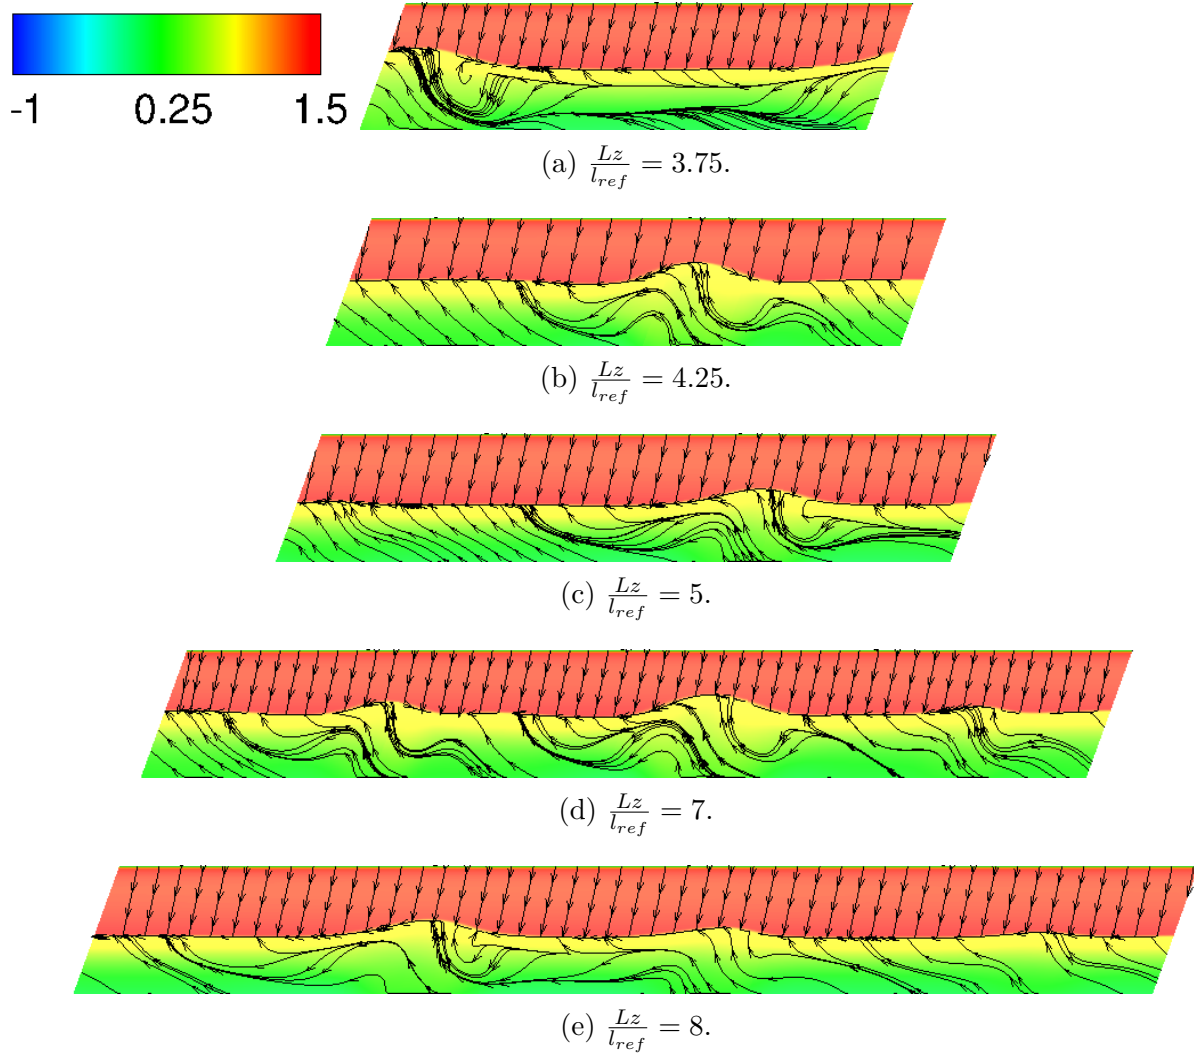 -1 0.25 1.5
(a) $\frac{Lz}{l_{ref}} = 3.75.$
(b) $\frac{Lz}{l_{ref}} = 4.25.$
(c) $\frac{Lz}{l_{ref}} = 5.$
(d) $\frac{Lz}{l_{ref}} = 7.$
(e) $\frac{Lz}{l_{ref}} = 8.$